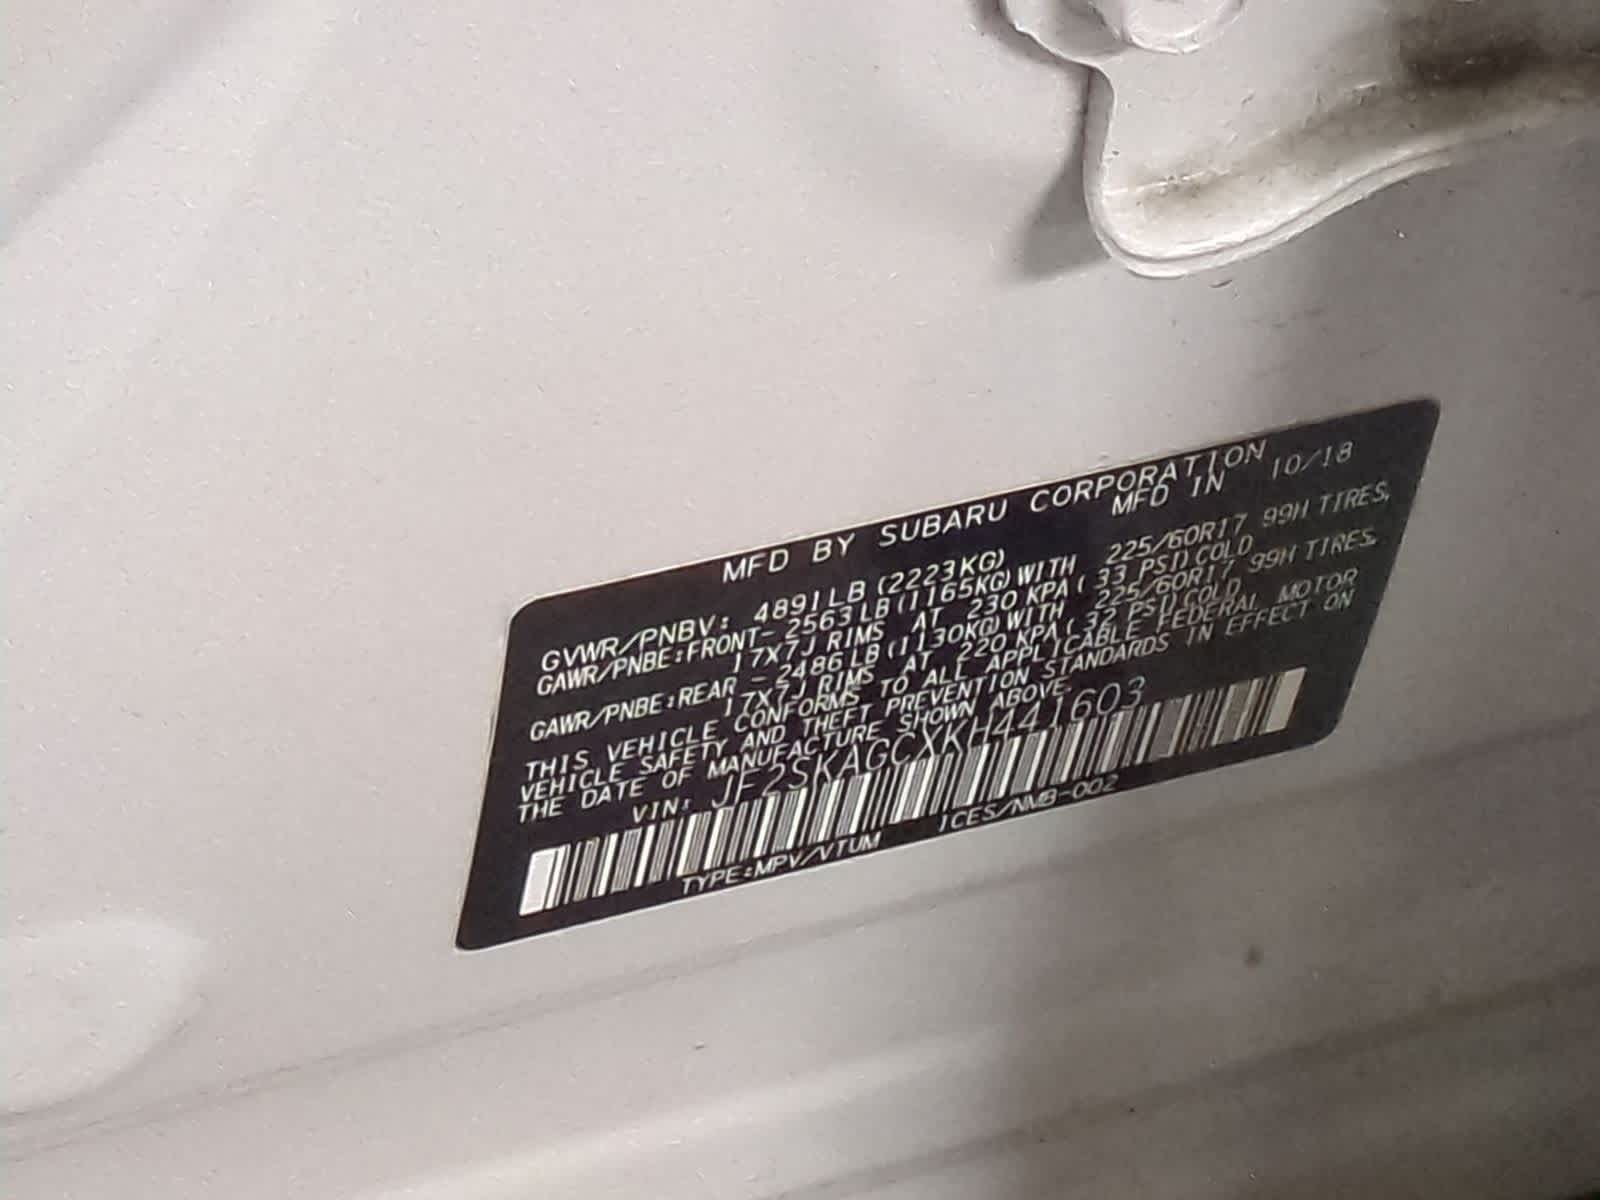 MFD BY SUBARU CORPORATION
MFD IN 10/18
GVWR/PNBV: 4891LB (2223KG)
GAWR/PNBE:FRONT- 2563LB (1165KG) WITH 225/60R17 99H TIRES,
17X7J RIMS AT 230 KPA ( 33 PSI) COLD
GAWR/PNBE:REAR - 2486LB (1130KG) WITH 225/60R17 99H TIRES,
17X7J RIMS AT 220 KPA ( 32 PSI) COLD
THIS VEHICLE CONFORMS TO ALL APPLICABLE FEDERAL MOTOR
VEHICLE SAFETY AND THEFT PREVENTION STANDARDS IN EFFECT ON
THE DATE OF MANUFACTURE SHOWN ABOVE.
VIN: JF2SKAGCXKH441603
TYPE:MPV/VTUM ICES/NMB-002